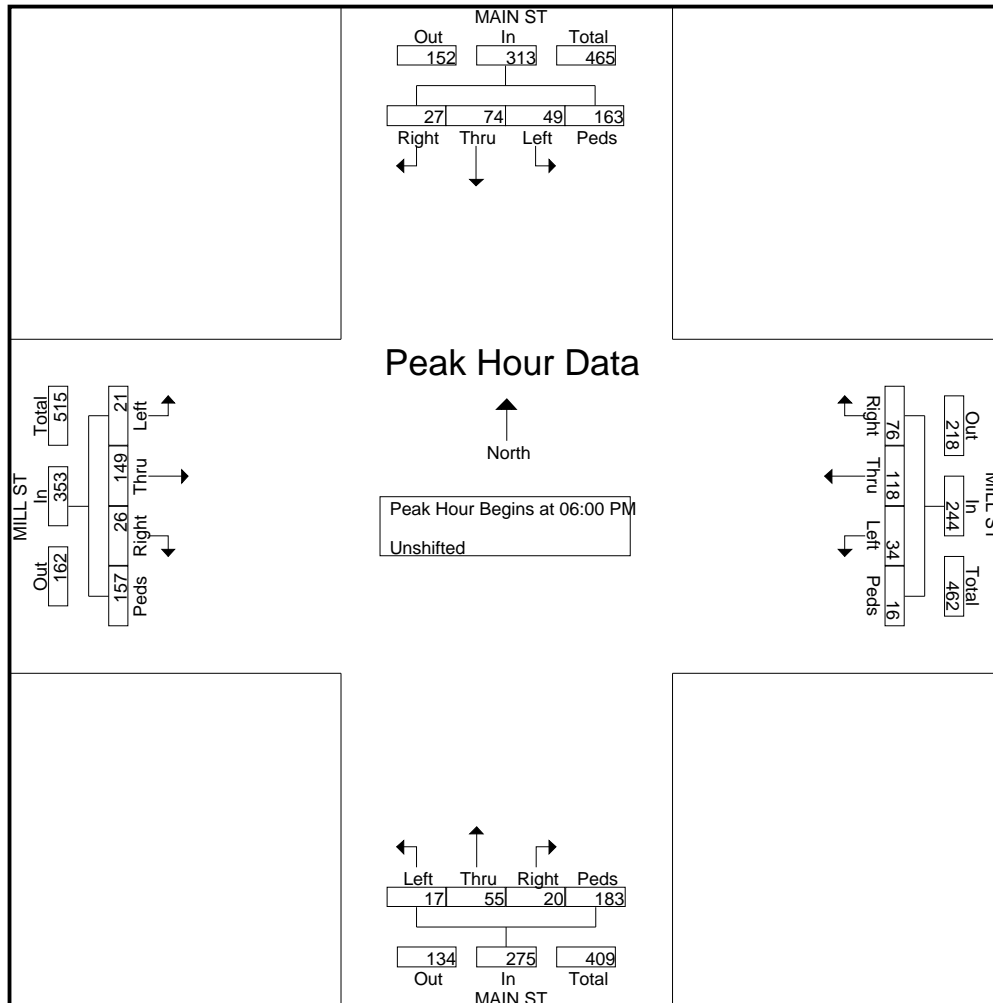 MAIN ST
Out In Total
152 313 465
27 74 49 163
Right Thru Left Peds
Peak Hour Data
North
Peak Hour Begins at 06:00 PM
Unshifted
MILL ST
Total In Out
515 353 162
21 149 26 157
Left Thru Right Peds
Right Thru Left Peds
76 118 34 16
Out In Total
218 244 462
MILL ST
Left Thru Right Peds
17 55 20 183
134 275 409
Out In Total
MAIN ST